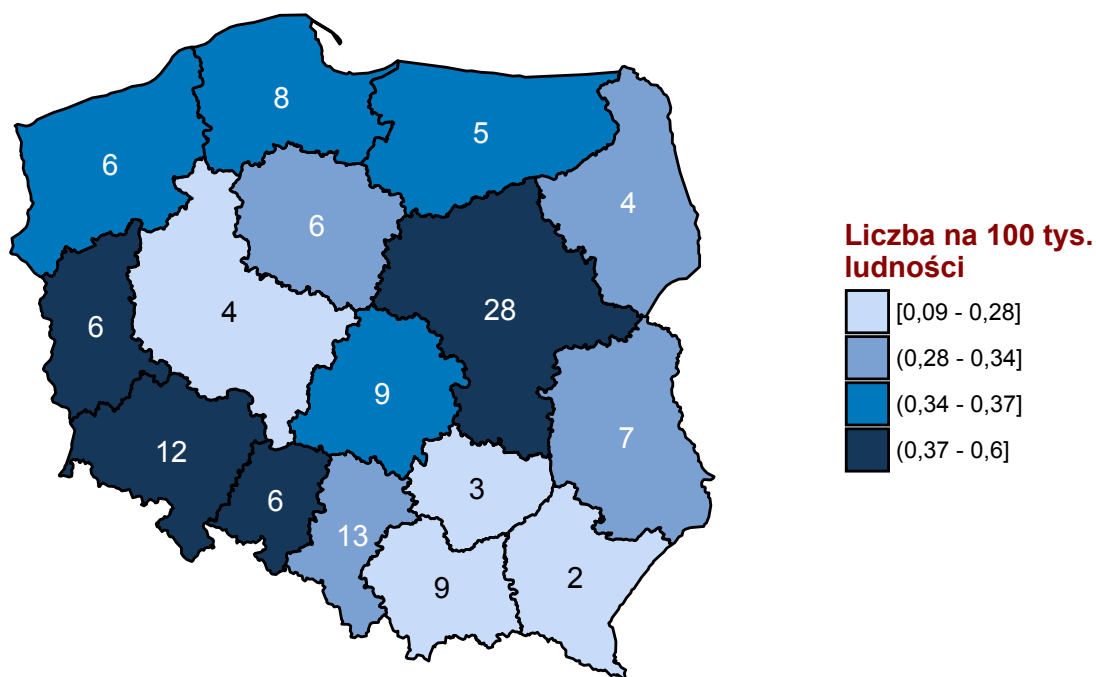 8
5
6
4
6
28
4
6
9
7
12
3
6
13
2
9
Liczba na 100 tys.
ludności
[0,09 - 0,28]
(0,28 - 0,34]
(0,34 - 0,37]
(0,37 - 0,6]